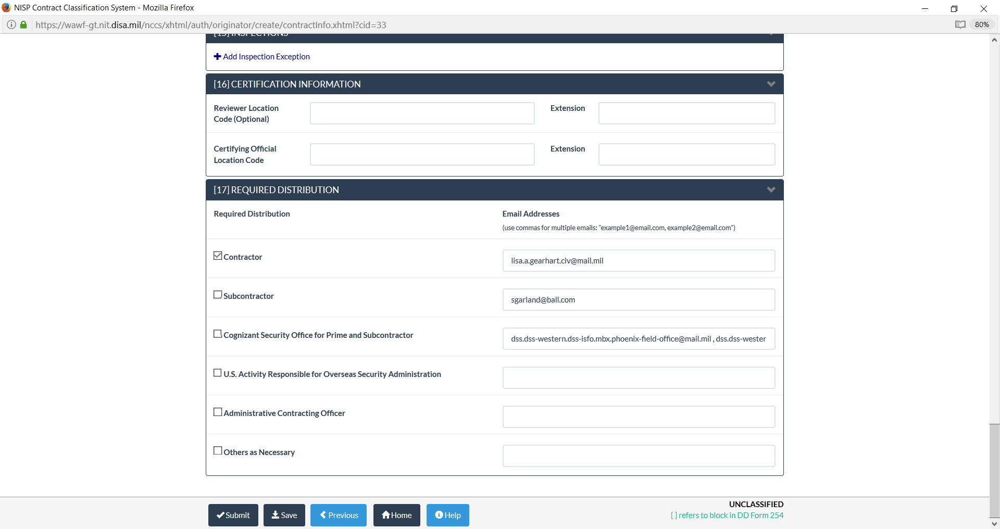 NISP Contract Classification System - Mozilla Firefox
https://wawf-gt.nit.disa.mil/nccs/xhtml/auth/originator/create/contractInfo.xhtml?cid=33
80%
[15] INSPECTIONS
Add Inspection Exception
[16] CERTIFICATION INFORMATION
Reviewer Location Extension
Code (Optional)
Certifying Official Extension
Location Code
[17] REQUIRED DISTRIBUTION
Required Distribution Email Addresses
(use commas for multiple emails: "example1@email.com, example2@email.com")
Contractor lisa.a.gearhart.civ@mail.mil
Subcontractor sgarland@ball.com
Cognizant Security Office for Prime and Subcontractor dss.dss-western.dss-isfo.mbx.phoenix-field-office@mail.mil , dss.dss-wester
U.S. Activity Responsible for Overseas Security Administration
Administrative Contracting Officer
Others as Necessary
UNCLASSIFIED
Submit Save Previous Home Help [ ] refers to block in DD Form 254